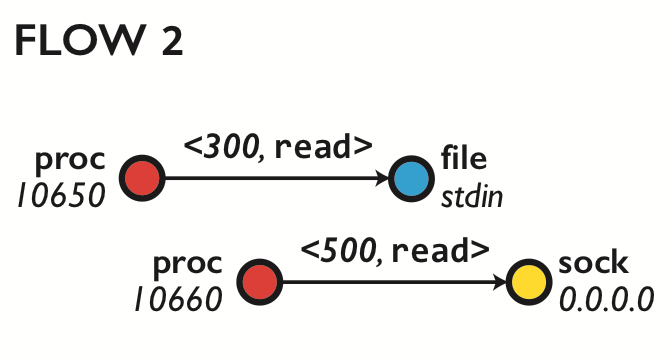 FLOW 2
<300, read>
proc
10650
file
stdin
<500, read>
proc
10660
sock
0.0.0.0